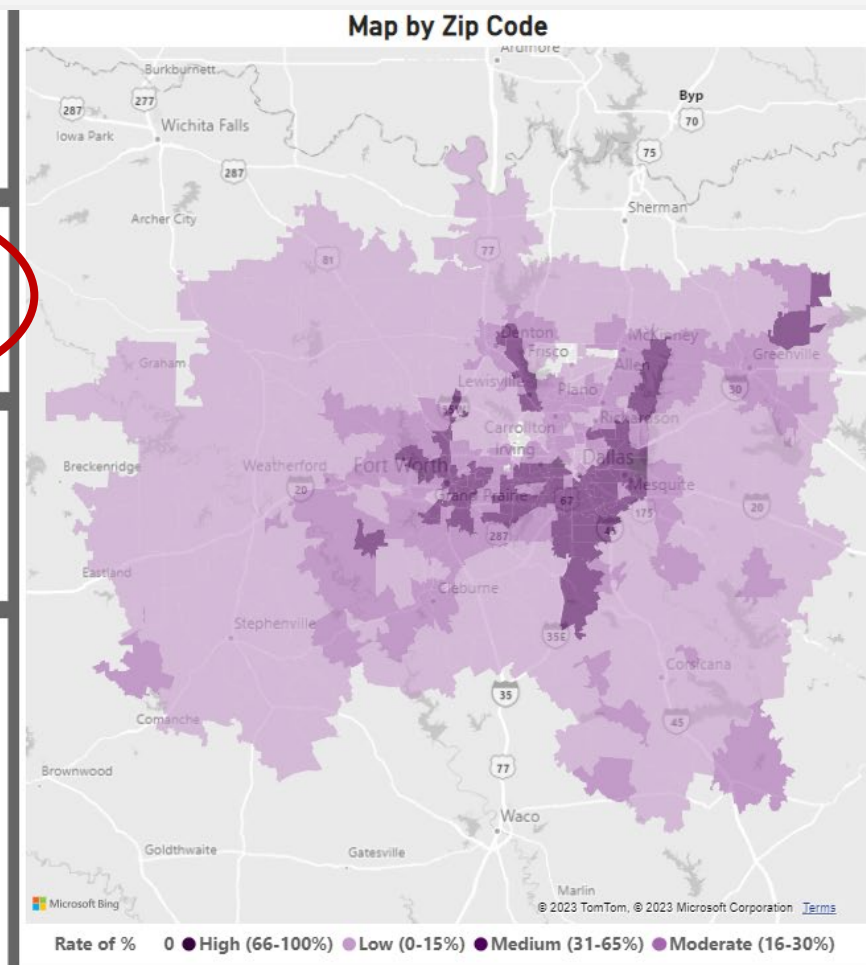 Map by Zip Code
Ardmore
Burkburnett
287
277
Iowa Park
Wichita Falls
Byp
70
75
287
Sherman
Archer City
77
81
Denton
McKinney
Frisco
Graham
Allen
Greenville
Lewisville
Plano
30
35W
Richardson
Carrollton
Irving
Dallas
Breckenridge
Weatherford
Fort Worth
20
Grand Prairie
Mesquite
67
175
20
45
287
Eastland
Cleburne
Stephenville
35E
Corsicana
35
45
Comanche
77
Brownwood
Waco
Goldthwaite
Gatesville
Marlin
Microsoft Bing
© 2023 TomTom, © 2023 Microsoft Corporation Terms
Rate of % 0 High (66-100%) Low (0-15%) Medium (31-65%) Moderate (16-30%)